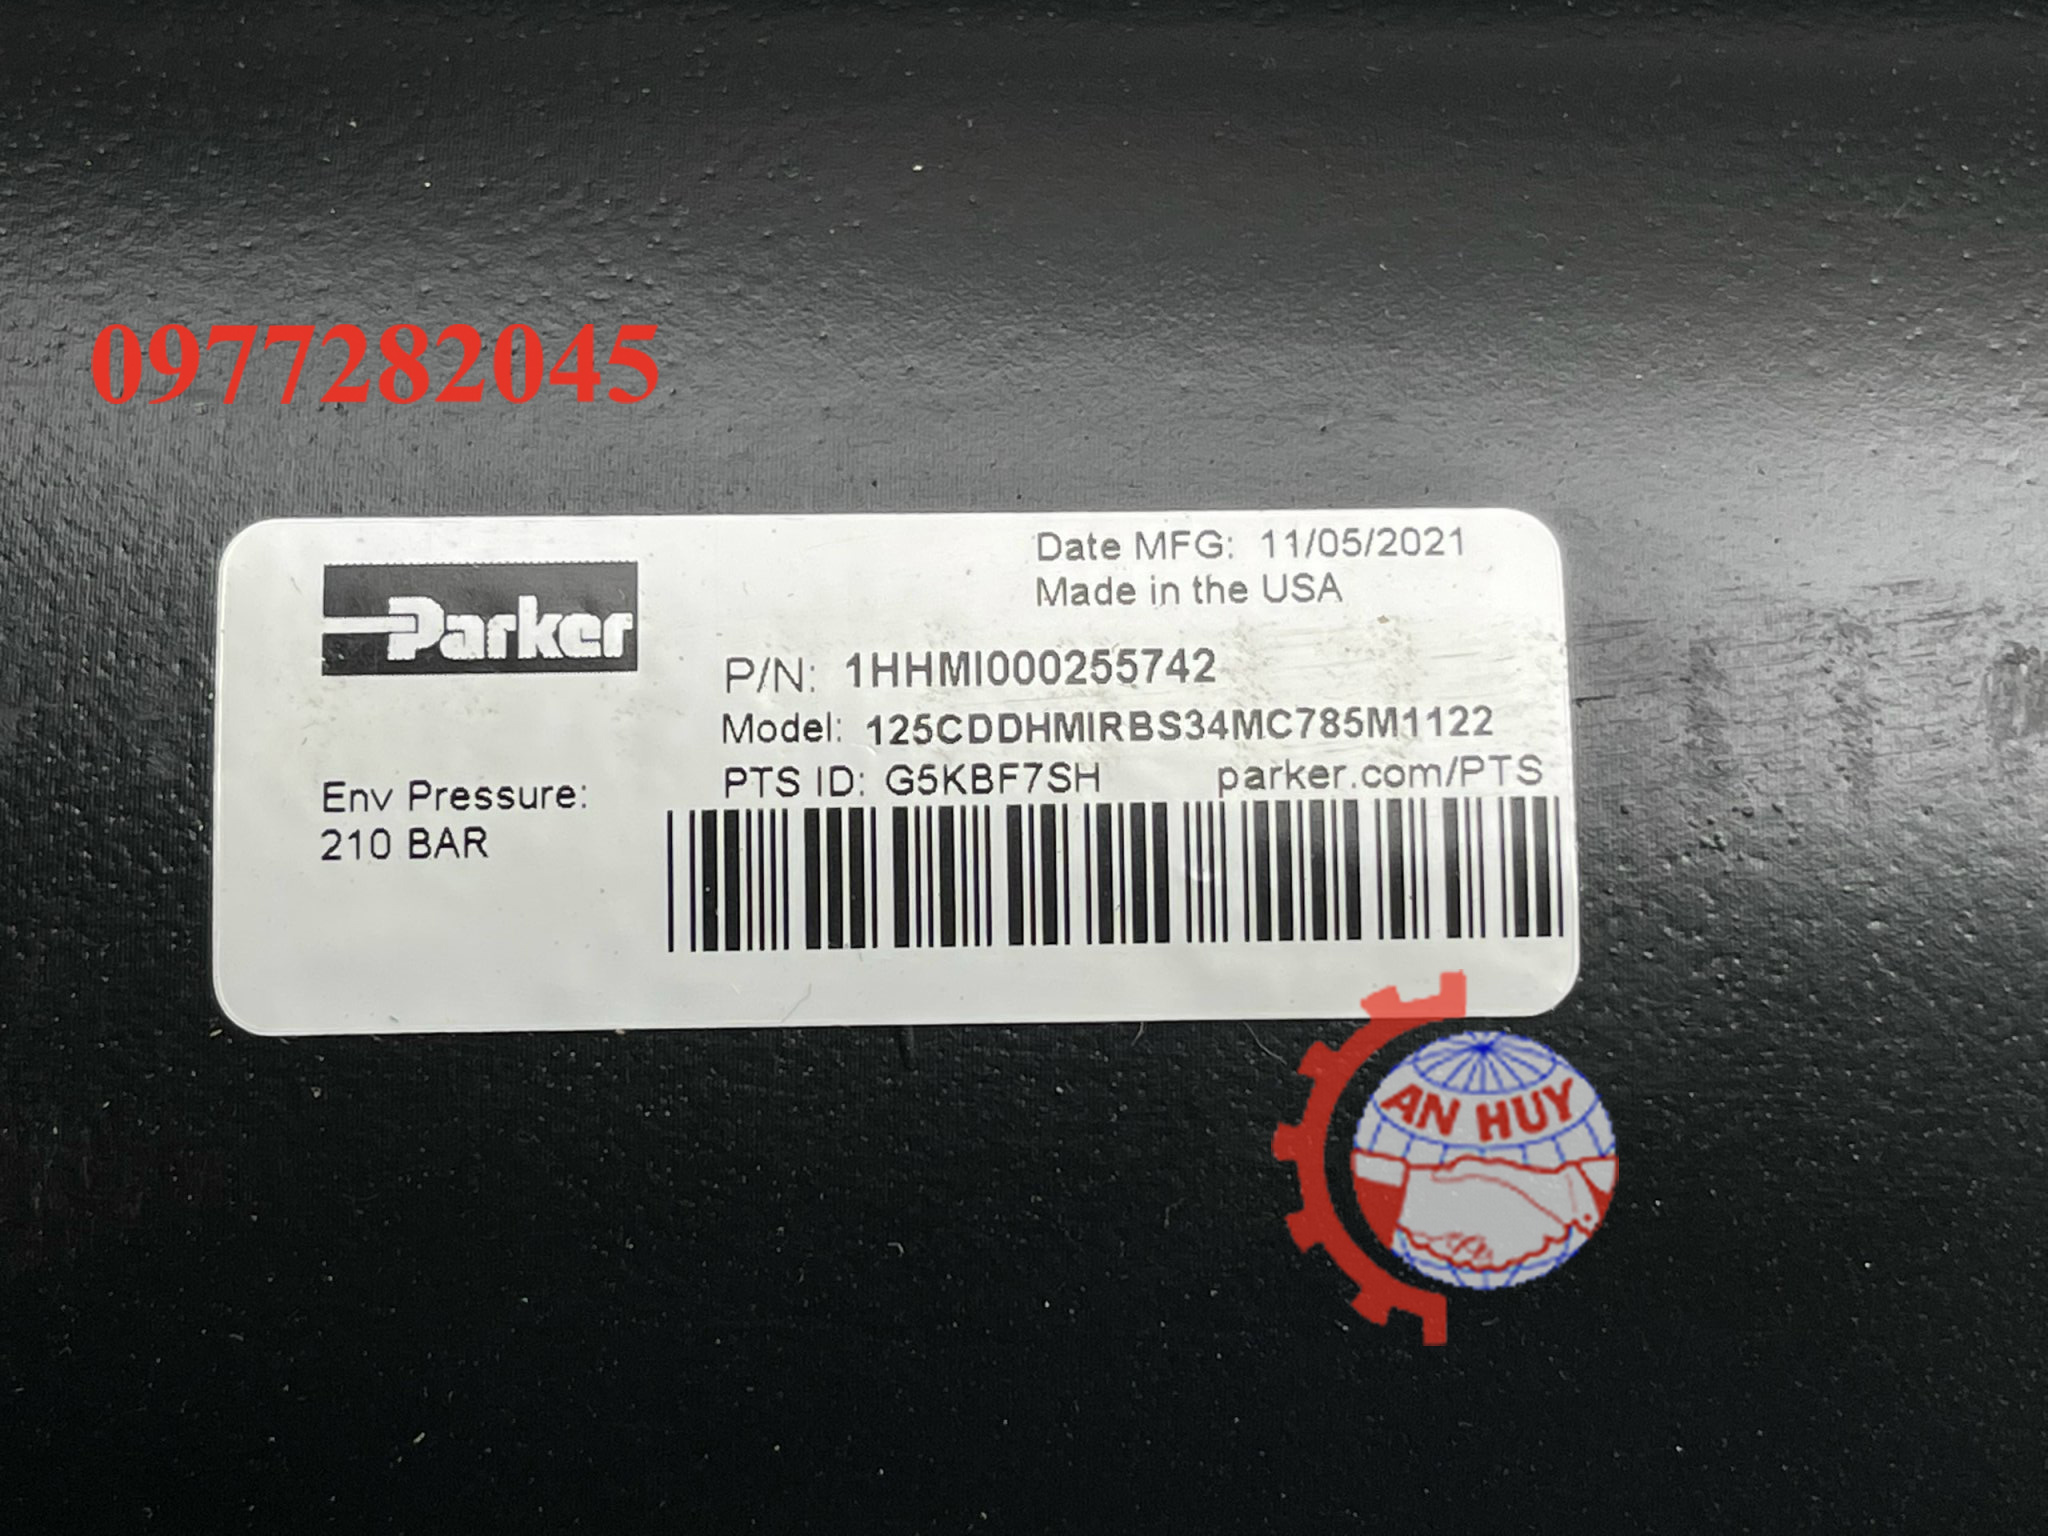 0977282045
Date MFG: 11/05/2021
Made in the USA
Parker
P/N: 1HHMI000255742
Model: 125CDDHMIRBS34MC785M1122
PTS ID: G5KBF7SH parker.com/PTS
Env Pressure:
210 BAR
AN HUY